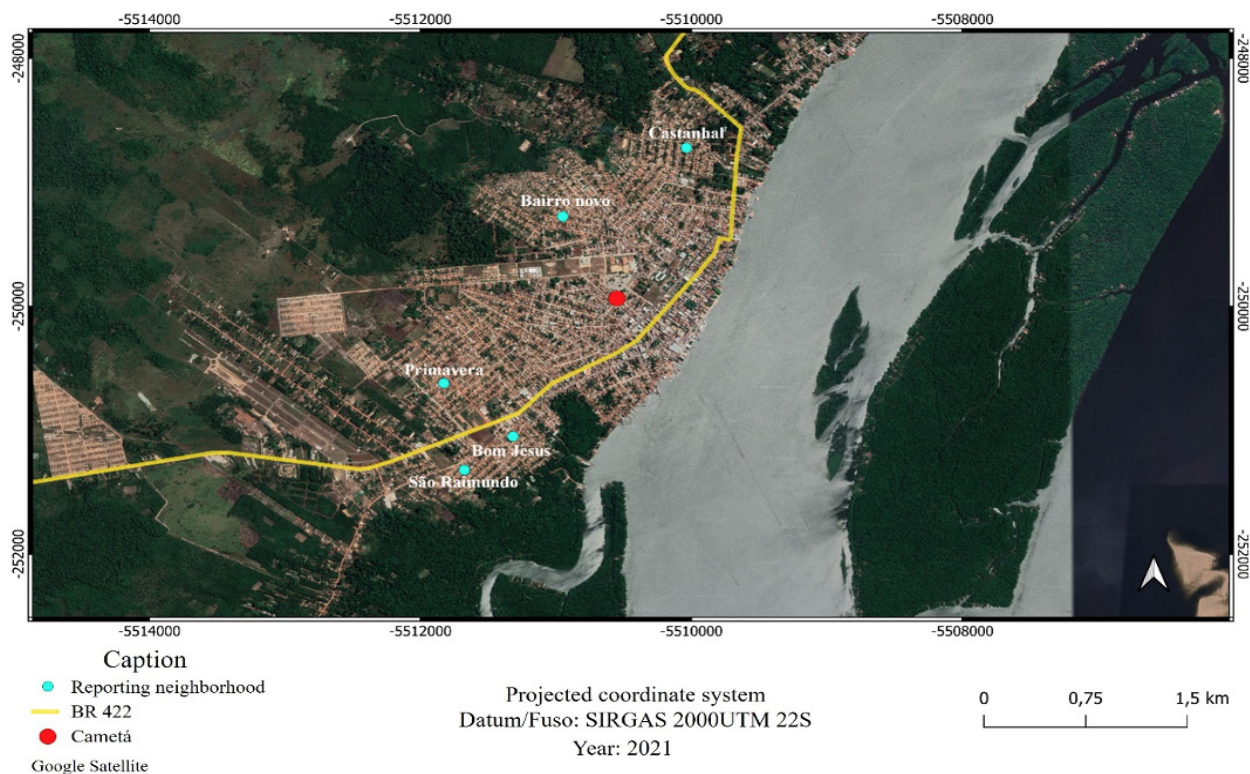 -5514000 -5512000 -5510000 -5508000
-248000 -248000
Castanhal
Bairro novo
-250000 -250000
Primavera
Bom Jesus
São Raimundo
-252000 -252000
-5514000 -5512000 -5510000 -5508000
Caption
Reporting neighborhood
BR 422
Cametá
Google Satellite
Projected coordinate system
Datum/Fuso: SIRGAS 2000UTM 22S
Year: 2021
0 0,75 1,5 km